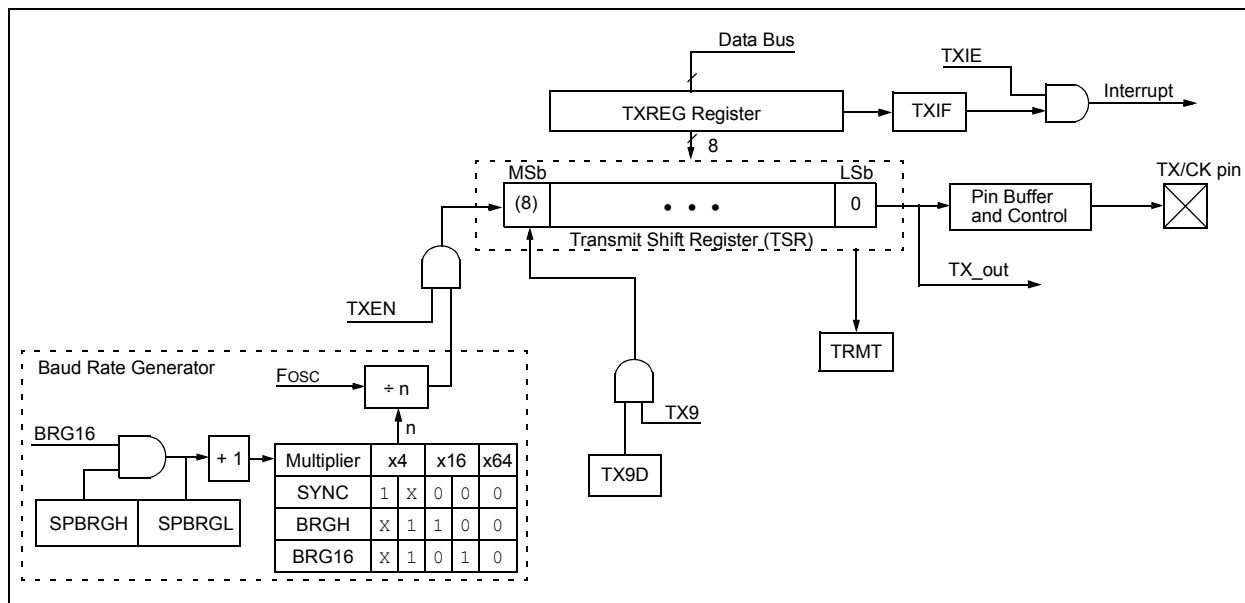 Data Bus
TXIE
Interrupt
TXREG Register
TXIF
8
MSb
LSb
TX/CK pin
(8)
• • •
0
Pin Buffer
and Control
Transmit Shift Register (TSR)
TX_out
TXEN
TRMT
Baud Rate Generator
FOSC
÷ n
TX9
n
BRG16
+ 1
Multiplier x4 x16 x64
TX9D
SYNC 1 X 0 0 0
SPBRGH SPBRGL
BRGH X 1 1 0 0
BRG16 X 1 0 1 0